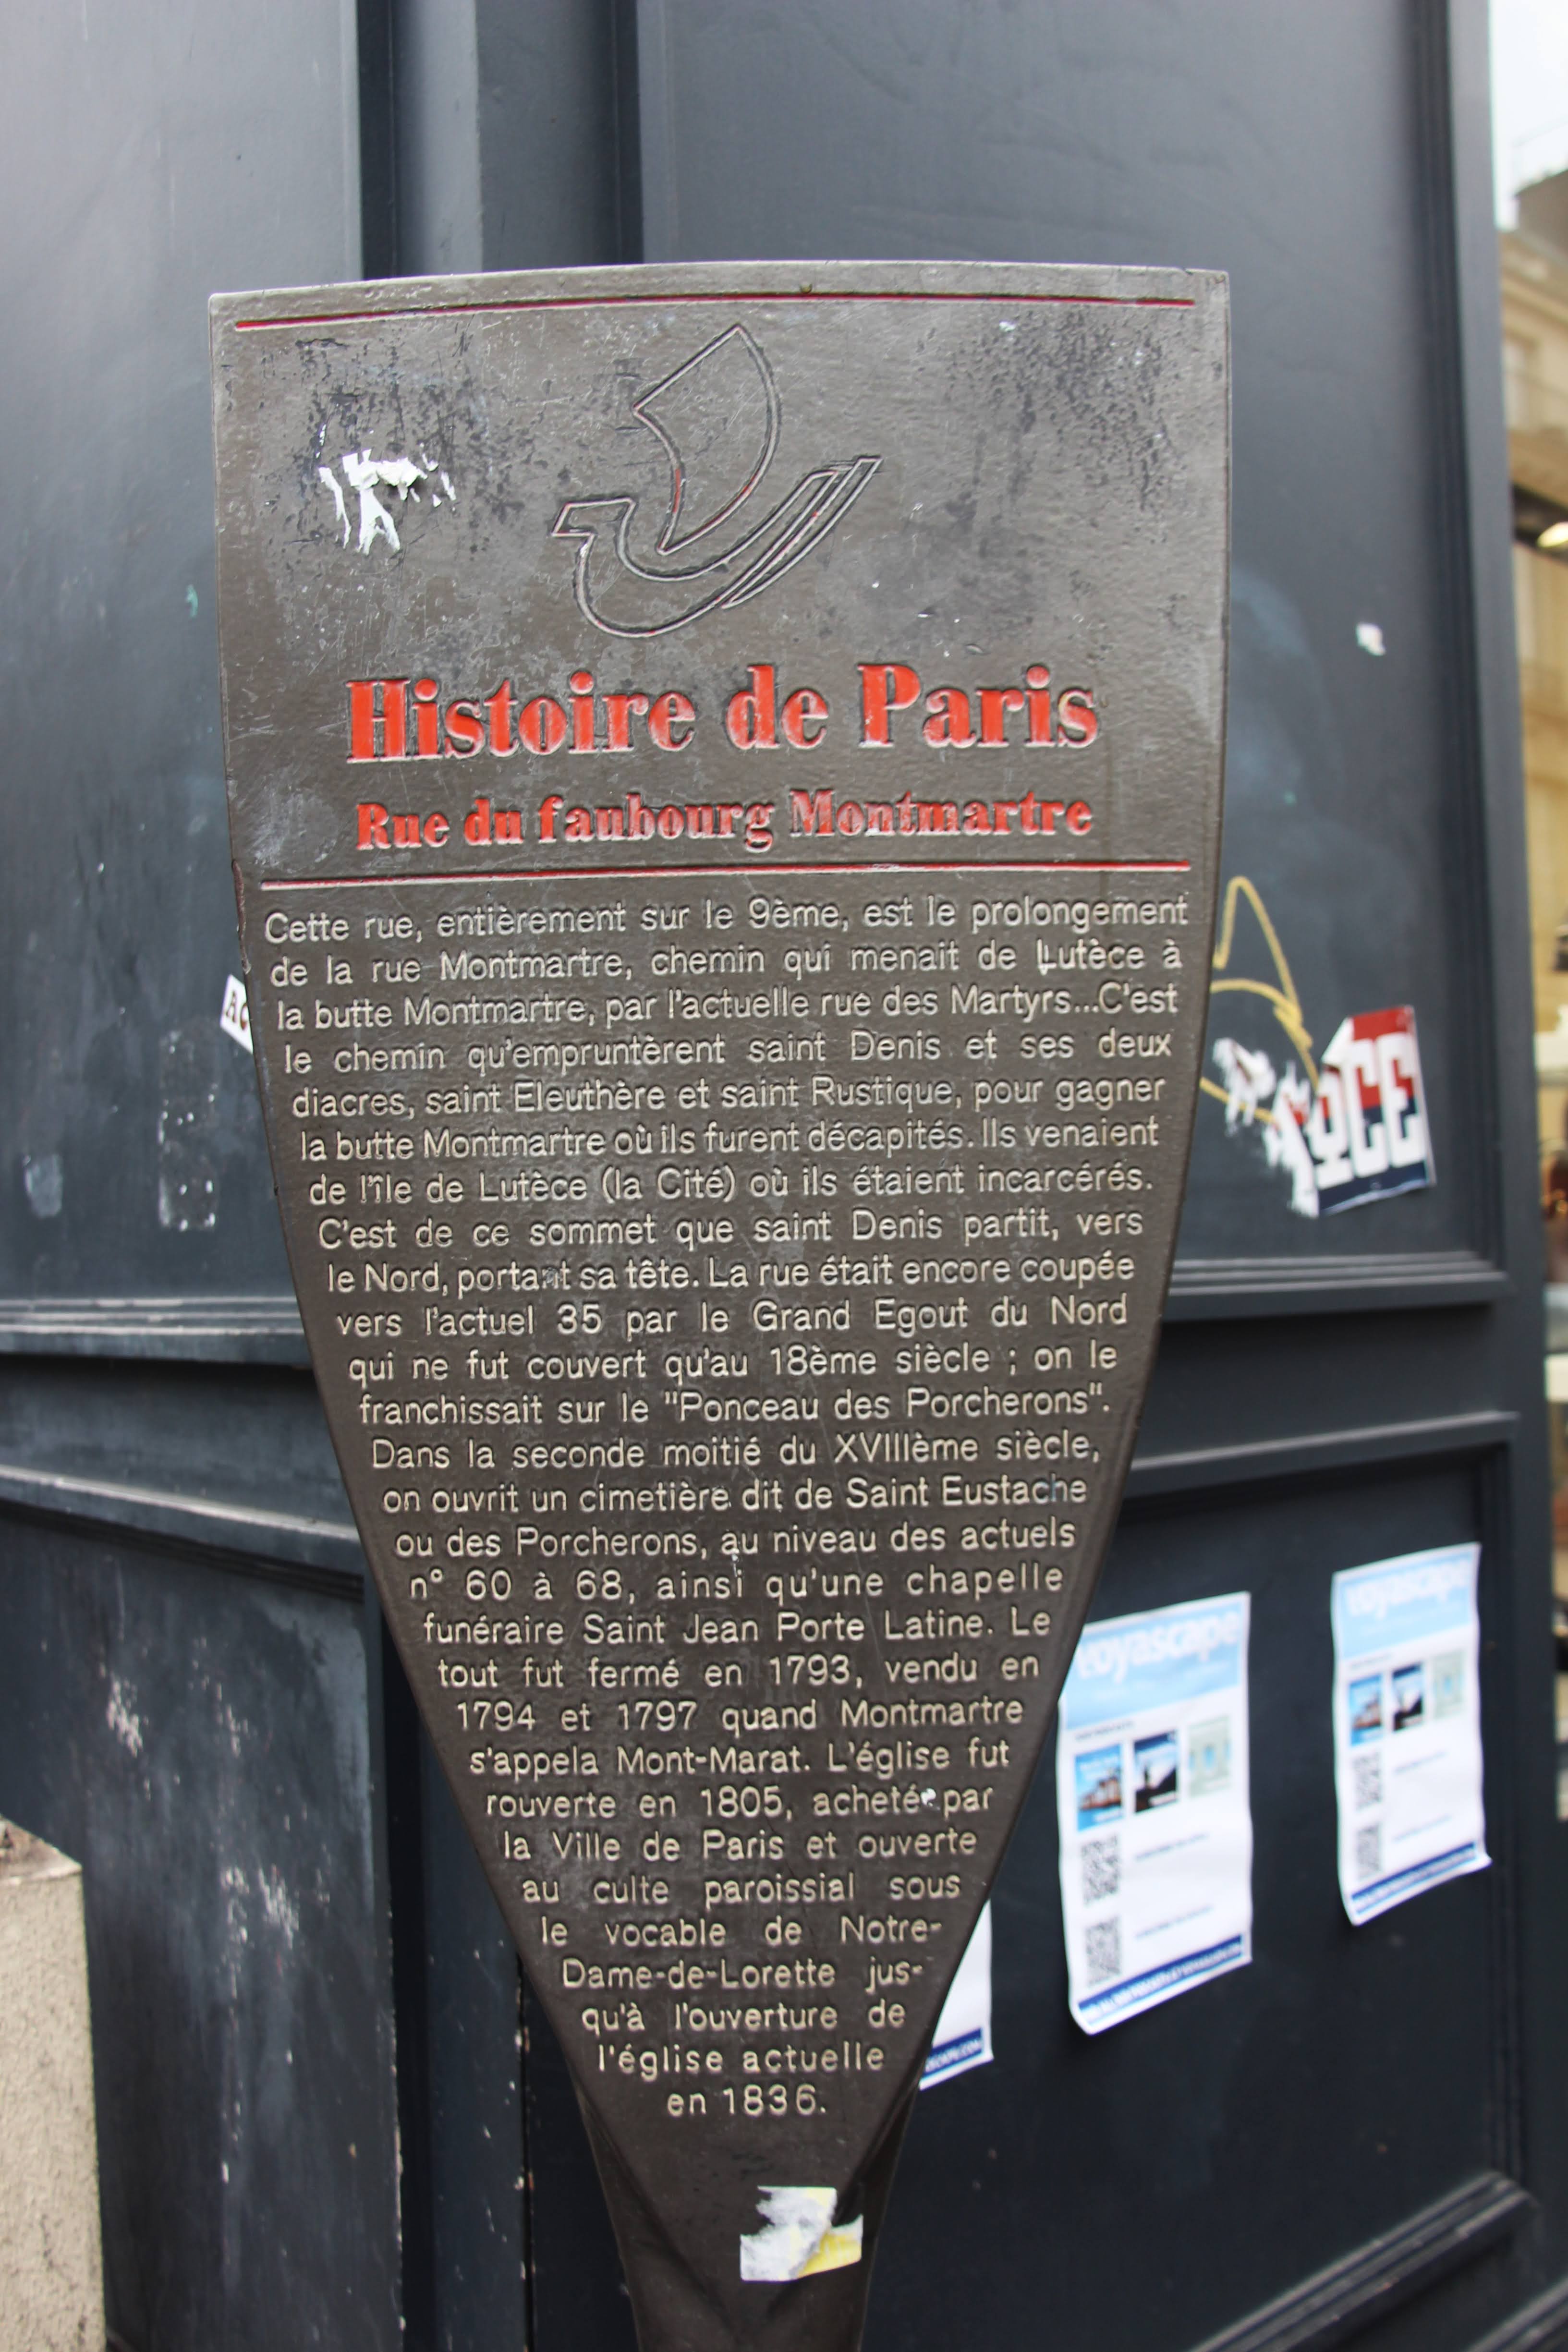 Histoire de Paris
Rue du faubourg Montmartre
Cette rue, entièrement sur le 9ème, est le prolongement
de la rue Montmartre, chemin qui menait de Lutèce à
la butte Montmartre, par l'actuelle rue des Martyrs...C'est
le chemin qu'empruntèrent saint Denis et ses deux
diacres, saint Eleuthère et saint Rustique, pour gagner
la butte Montmartre où ils furent décapités. Ils venaient
de l'île de Lutèce (la Cité) où ils étaient incarcérés.
C'est de ce sommet que saint Denis partit, vers
le Nord, portant sa tête. La rue était encore coupée
vers l'actuel 35 par le Grand Egout du Nord
qui ne fut couvert qu'au 18ème siècle ; on le
franchissait sur le "Ponceau des Porcherons".
Dans la seconde moitié du XVIIIème siècle,
on ouvrit un cimetière dit de Saint Eustache
ou des Porcherons, au niveau des actuels
n° 60 à 68, ainsi qu'une chapelle
funéraire Saint Jean Porte Latine. Le
tout fut fermé en 1793, vendu en
1794 et 1797 quand Montmartre
s'appela Mont-Marat. L'église fut
rouverte en 1805, acheté par
la Ville de Paris et ouverte
au culte paroissial sous
le vocable de Notre-
Dame-de-Lorette jus-
qu'à l'ouverture de
l'église actuelle
en 1836.
voyascape
voyascape